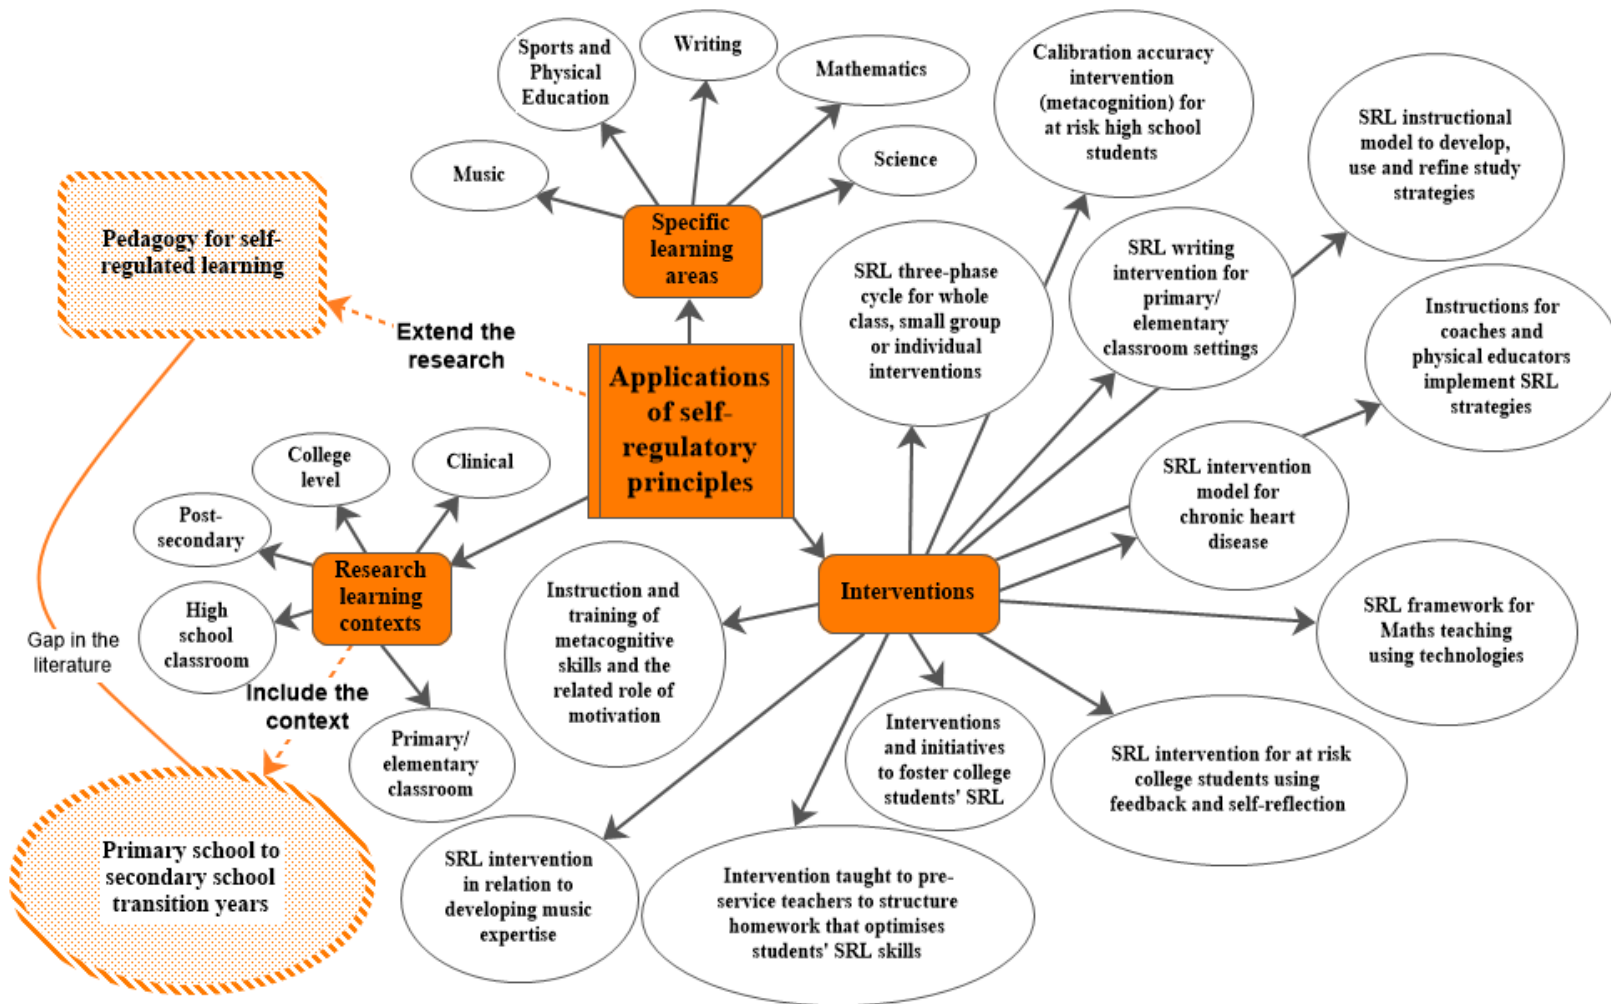 Sports and
Physical
Education
Writing
Mathematics
Music
Science
Specific
learning
areas
Calibration accuracy
intervention
(metacognition) for
at risk high school
students
SRL instructional
model to develop,
use and refine study
strategies
Pedagogy for self-
regulated learning
Extend the
research
SRL three-phase
cycle for whole
class, small group
or individual
interventions
SRL writing
intervention for
primary/
elementary
classroom settings
Instructions for
coaches and
physical educators
implement SRL
strategies
Applications
of self-
regulatory
principles
College
level
Clinical
Post-
secondary
High
school
classroom
Research
learning
contexts
Primary/
elementary
classroom
Include the
context
Gap in the
literature
Primary school to
secondary school
transition years
Interventions
SRL intervention
model for
chronic heart
disease
SRL framework for
Maths teaching
using technologies
Instruction and
training of
metacognitive
skills and the
related role of
motivation
Interventions
and initiatives
to foster college
students' SRL
SRL intervention for at risk
college students using
feedback and self-reflection
SRL intervention
in relation to
developing music
expertise
Intervention taught to pre-
service teachers to structure
homework that optimises
students' SRL skills